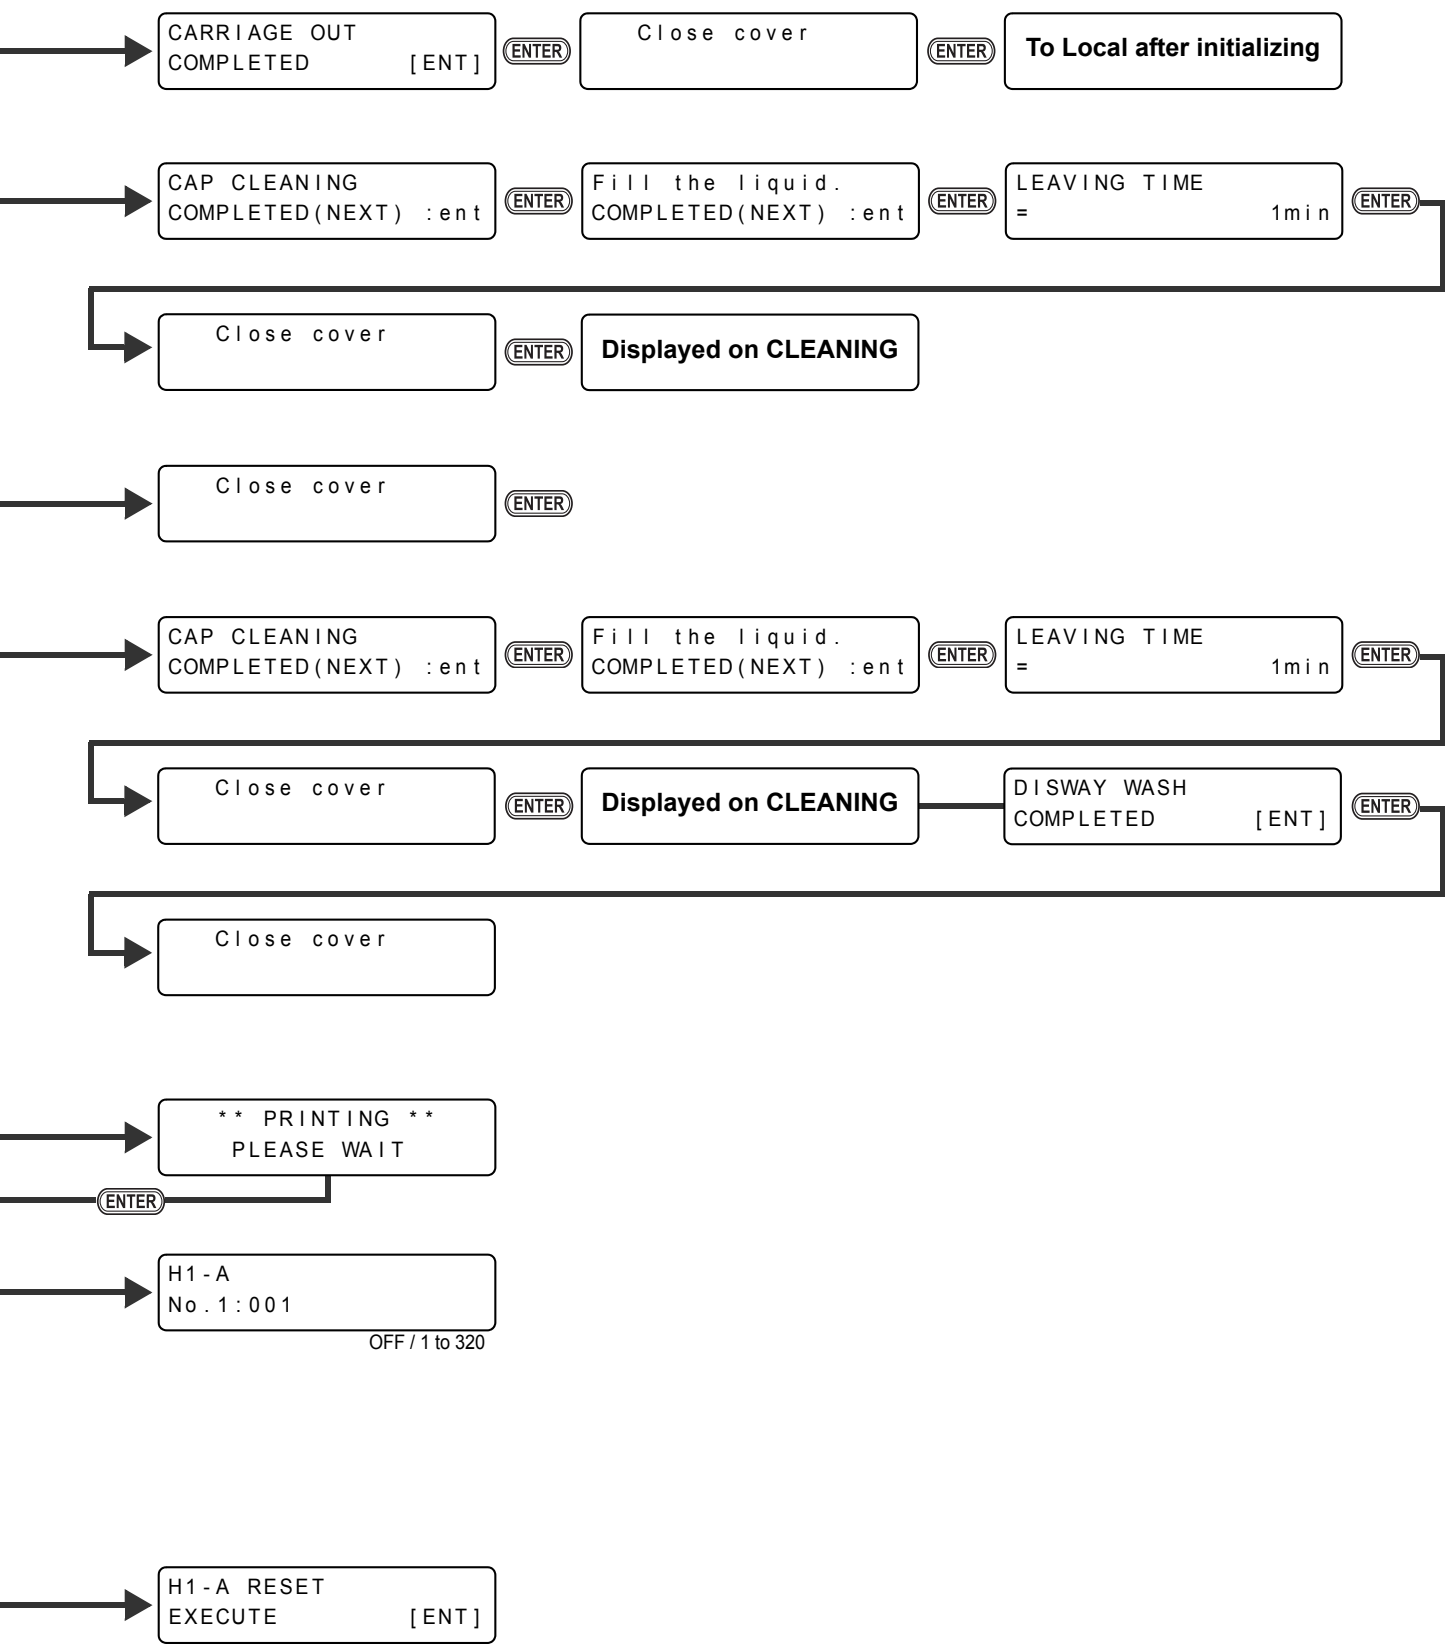 CARRIAGE OUT
COMPLETED [ENT]
ENTER
Close cover
ENTER
To Local after initializing
CAP CLEANING
COMPLETED(NEXT) :ent
ENTER
Fill the liquid.
COMPLETED(NEXT) :ent
ENTER
LEAVING TIME
= 1min
ENTER
Close cover
ENTER
Displayed on CLEANING
Close cover
ENTER
CAP CLEANING
COMPLETED(NEXT) :ent
ENTER
Fill the liquid.
COMPLETED(NEXT) :ent
ENTER
LEAVING TIME
= 1min
ENTER
Close cover
ENTER
Displayed on CLEANING
DISWAY WASH
COMPLETED [ENT]
ENTER
Close cover
** PRINTING **
PLEASE WAIT
ENTER
H1-A
No.1:001
OFF / 1 to 320
H1-A RESET
EXECUTE [ENT]